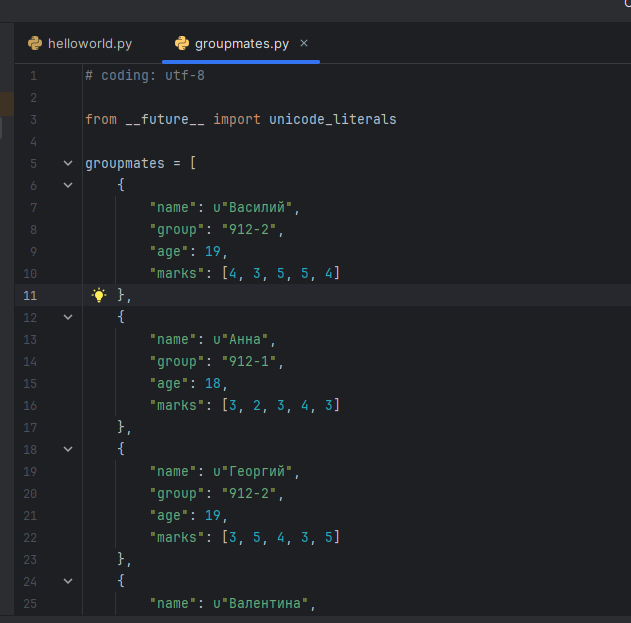 helloworld.py groupmates.py ×
1 # coding: utf-8
2
3 from __future__ import unicode_literals
4
5 groupmates = [
6 {
7 "name": u"Василий",
8 "group": "912-2",
9 "age": 19,
10 "marks": [4, 3, 5, 5, 4]
11 },
12 {
13 "name": u"Анна",
14 "group": "912-1",
15 "age": 18,
16 "marks": [3, 2, 3, 4, 3]
17 },
18 {
19 "name": u"Георгий",
20 "group": "912-2",
21 "age": 19,
22 "marks": [3, 5, 4, 3, 5]
23 },
24 {
25 "name": u"Валентина",